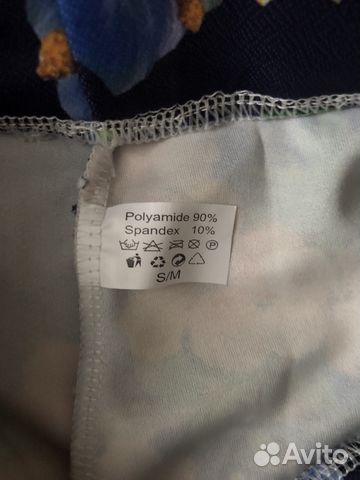 Polyamide 90%
Spandex 10%
P
S/M
Avito